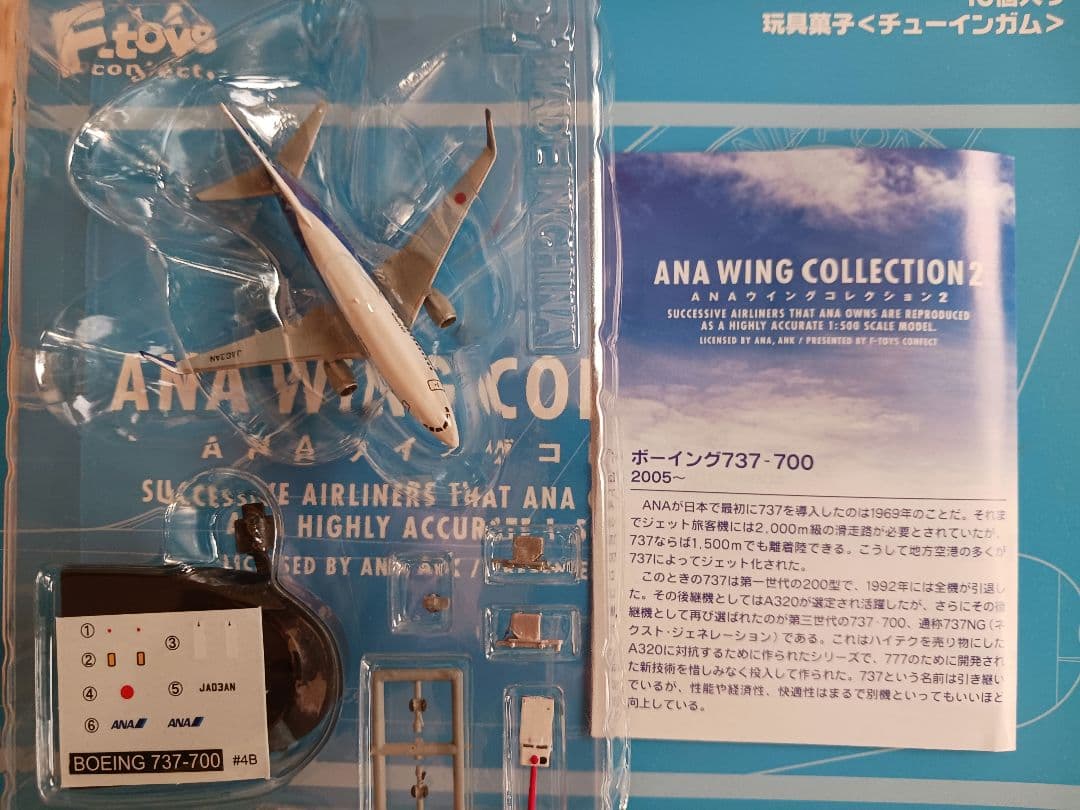 F-toys
confect.
10個入り
玩具菓子<チューインガム>
MADE IN CHINA
JA03AN
ANA WING COL
ANAウイングコ
SUCCESSIVE AIRLINERS THAT ANA
HIGHLY ACCURATE
ANA WING COLLECTION 2
ANAウイングコレクション2
SUCCESSIVE AIRLINERS THAT ANA OWNS ARE REPRODUCED
AS A HIGHLY ACCURATE 1:500 SCALE MODEL.
LICENSED BY ANA, ANK / PRESENTED BY F-TOYS CONFECT
ボーイング737-700
2005~
ANAが日本で最初に737を導入したのは1969年のことだ。それま
でジェット旅客機には2,000m級の滑走路が必要とされていたが、
737ならば1,500mでも離着陸できる。こうして地方空港の多くが
737によってジェット化された。
このときの737は第一世代の200型で、1992年には全機が引退し
た。その後継機としてはA320が選定され活躍したが、さらにその後
継機として再び選ばれたのが第三世代の737-700、通称737NG(ネ
クスト・ジェネレーション)である。これはハイテクを売り物にした
A320に対抗するために作られたシリーズで、777のために開発され
た新技術を惜しみなく投入して作られた。737という名前は引き継い
でいるが、性能や経済性、快適性はまるで別機といってもいいほど
向上している。
① ③
②
④ ⑤ JA03AN
⑥ ANA ANA
BOEING 737-700 #4B